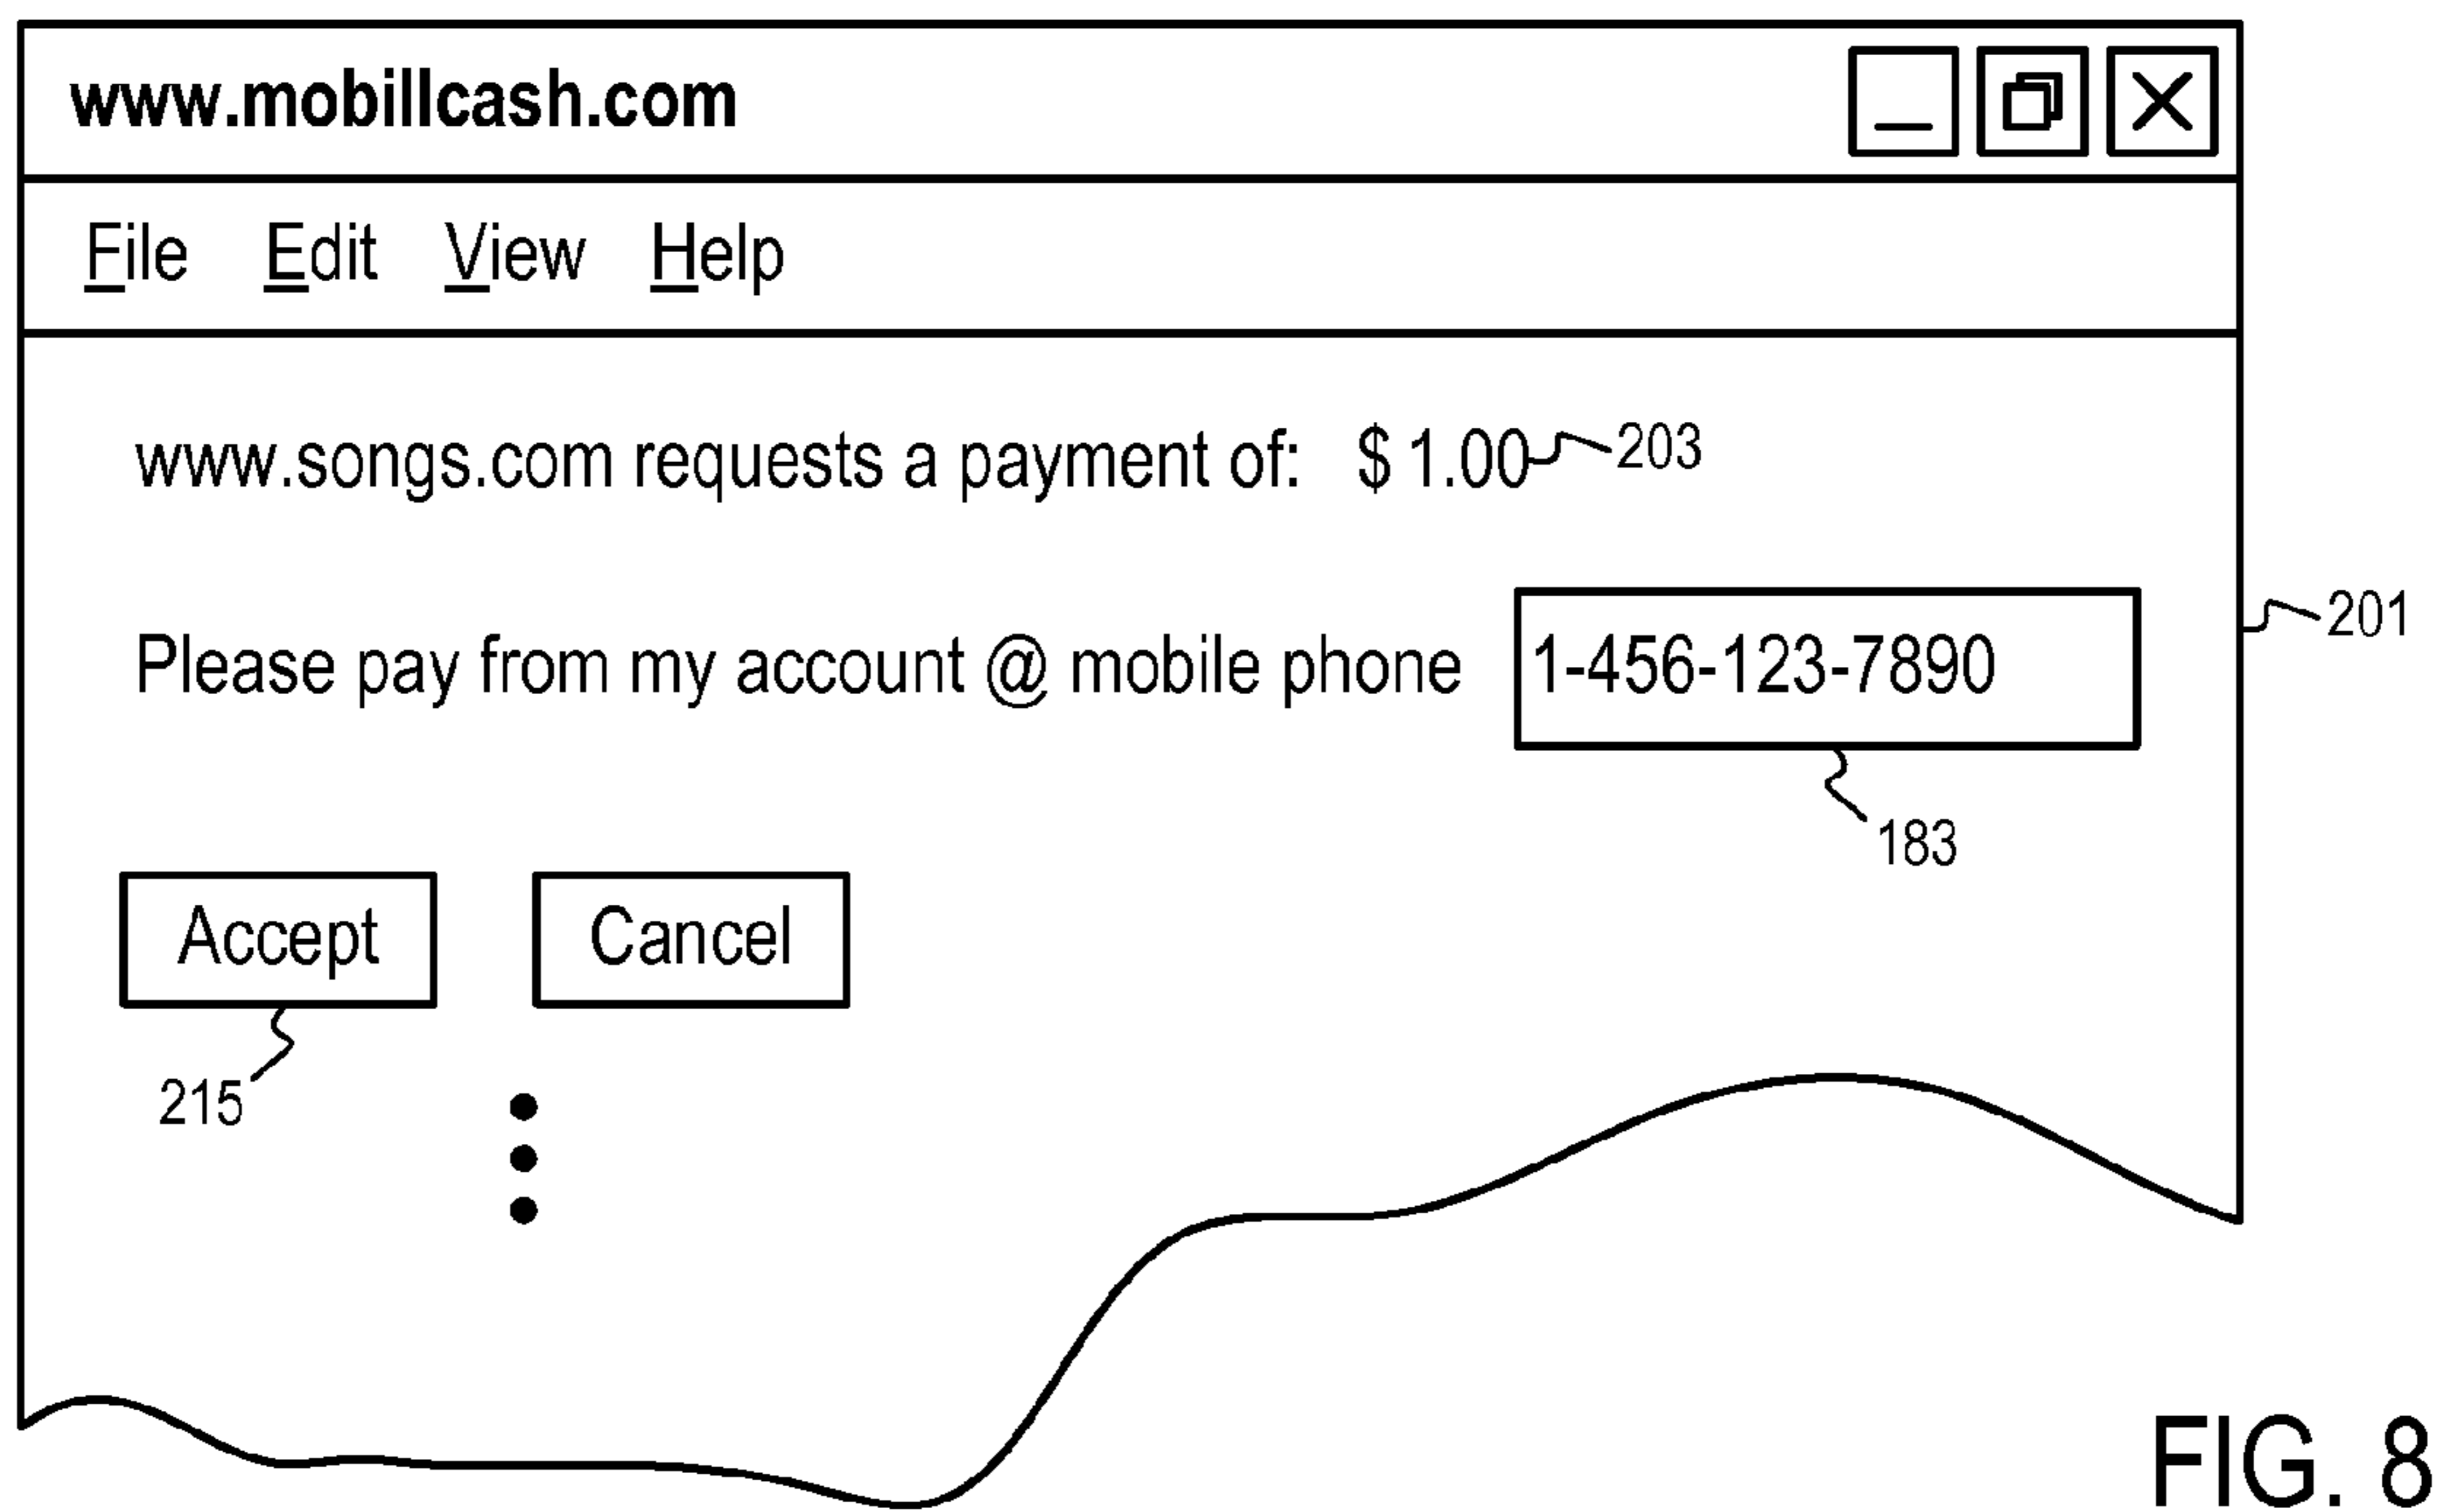 www.mobillcash.com
File Edit View Help
www.songs.com requests a payment of: $ 1.00 203
201
Please pay from my account @ mobile phone 1-456-123-7890
183
Accept Cancel
215
FIG. 8